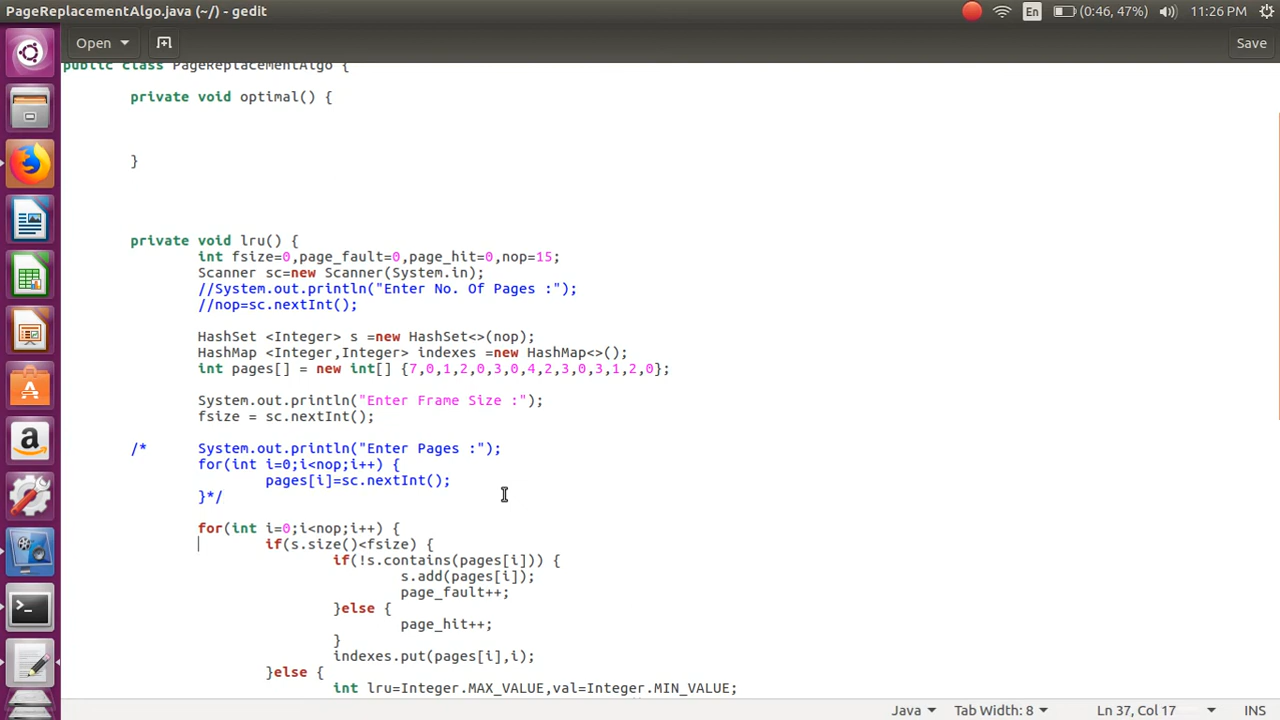 PageReplacementAlgo.java (~/) - gedit
En (0:46, 47%) 11:26 PM
Open Save
public class PageReplacementAlgo {
private void optimal() {
}
private void lru() {
int fsize=0,page_fault=0,page_hit=0,nop=15;
Scanner sc=new Scanner(System.in);
//System.out.println("Enter No. Of Pages :");
//nop=sc.nextInt();
HashSet <Integer> s =new HashSet<>(nop);
HashMap <Integer,Integer> indexes =new HashMap<>();
int pages[] = new int[] {7,0,1,2,0,3,0,4,2,3,0,3,1,2,0};
System.out.println("Enter Frame Size :");
fsize = sc.nextInt();
/* System.out.println("Enter Pages :");
for(int i=0;i<nop;i++) {
pages[i]=sc.nextInt();
}*/
for(int i=0;i<nop;i++) {
if(s.size()<fsize) {
if(!s.contains(pages[i])) {
s.add(pages[i]);
page_fault++;
}else {
page_hit++;
}
indexes.put(pages[i],i);
}else {
int lru=Integer.MAX_VALUE,val=Integer.MIN_VALUE;
Java Tab Width: 8 Ln 37, Col 17 INS